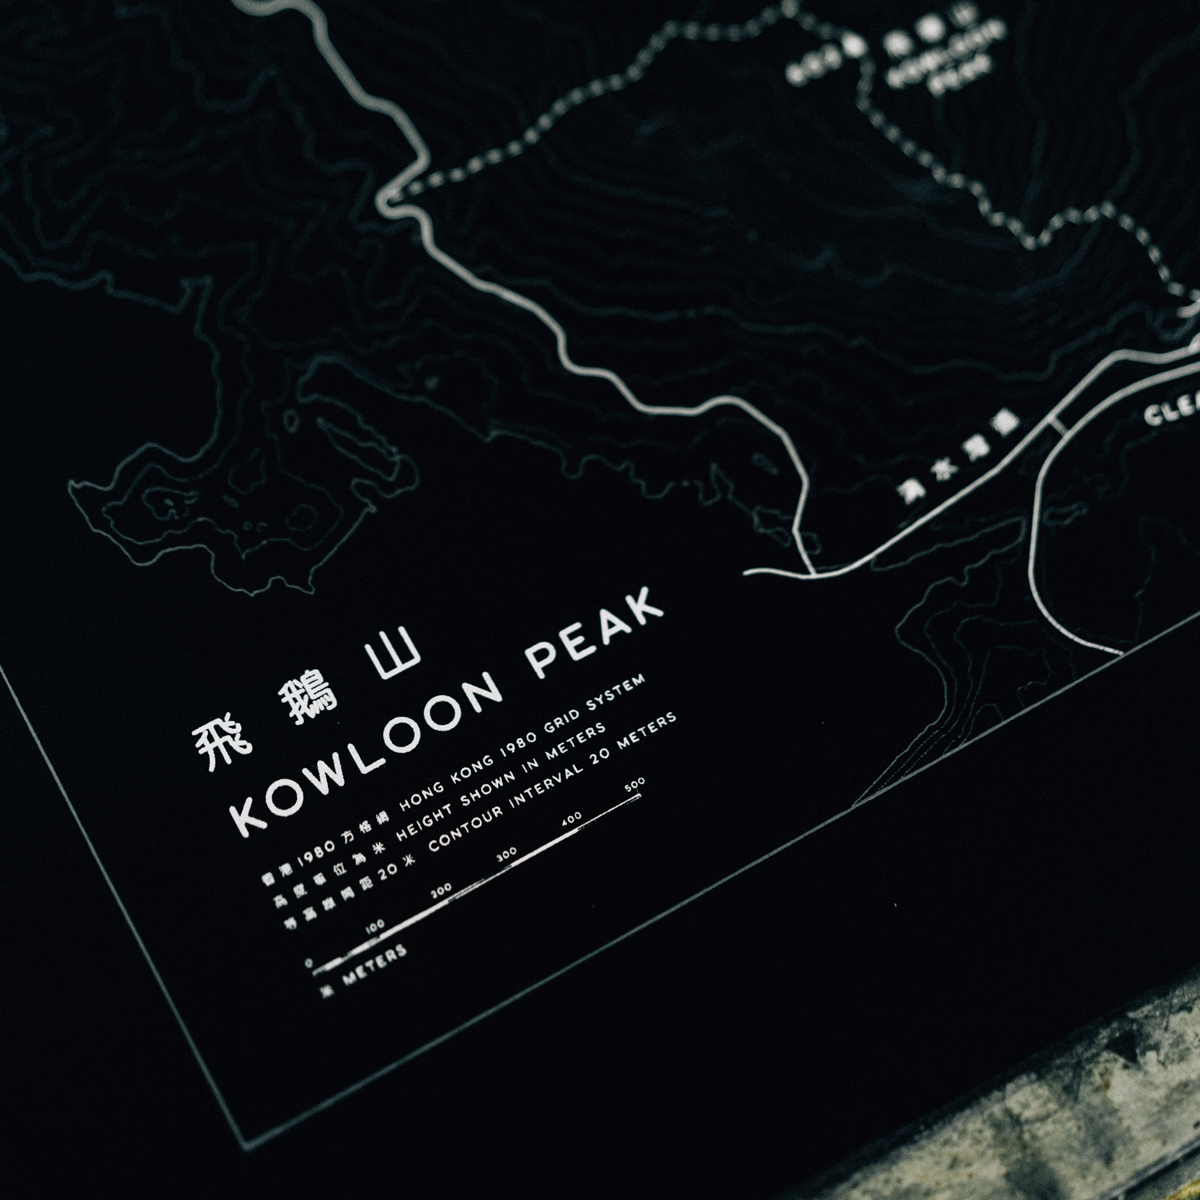 飛鵝山
KOWLOON
PEAK
清水灣道
CLEA
飛鵝山
KOWLOON PEAK
香港1980方格網 HONG KONG 1980 GRID SYSTEM
高度單位為米 HEIGHT SHOWN IN METERS
等高線間距20米 CONTOUR INTERVAL 20 METERS
0 100 200 300 400 500
米 METERS